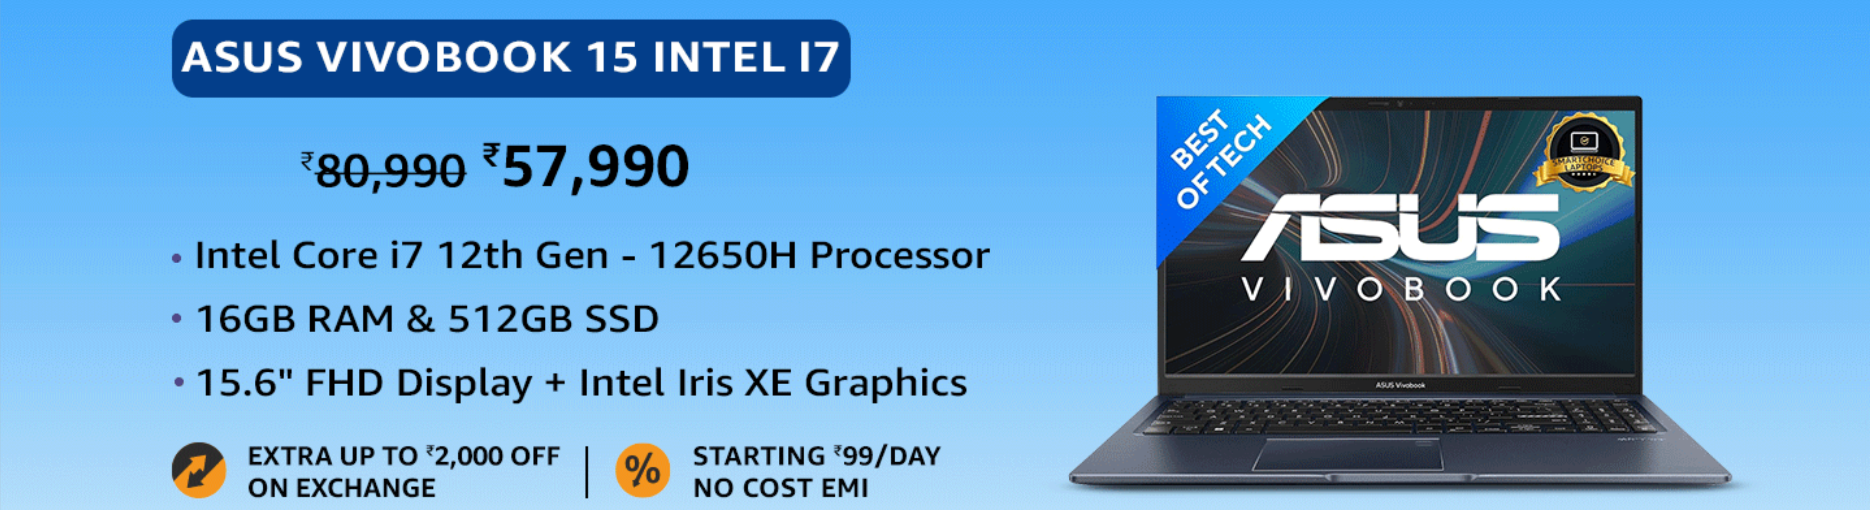 ASUS VIVOBOOK 15 INTEL I7
₹80,990 ₹57,990
• Intel Core i7 12th Gen - 12650H Processor
• 16GB RAM & 512GB SSD
• 15.6" FHD Display + Intel Iris XE Graphics
EXTRA UP TO ₹2,000 OFF
ON EXCHANGE
% STARTING ₹99/DAY
NO COST EMI
BEST
OF TECH
SMARTCHOICE
LAPTOPS
ASUS
VIVOBOOK
ASUS Vivobook